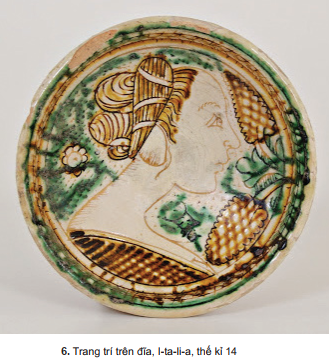 6. Trang trí trên đĩa, I-ta-li-a, thế kỉ 14